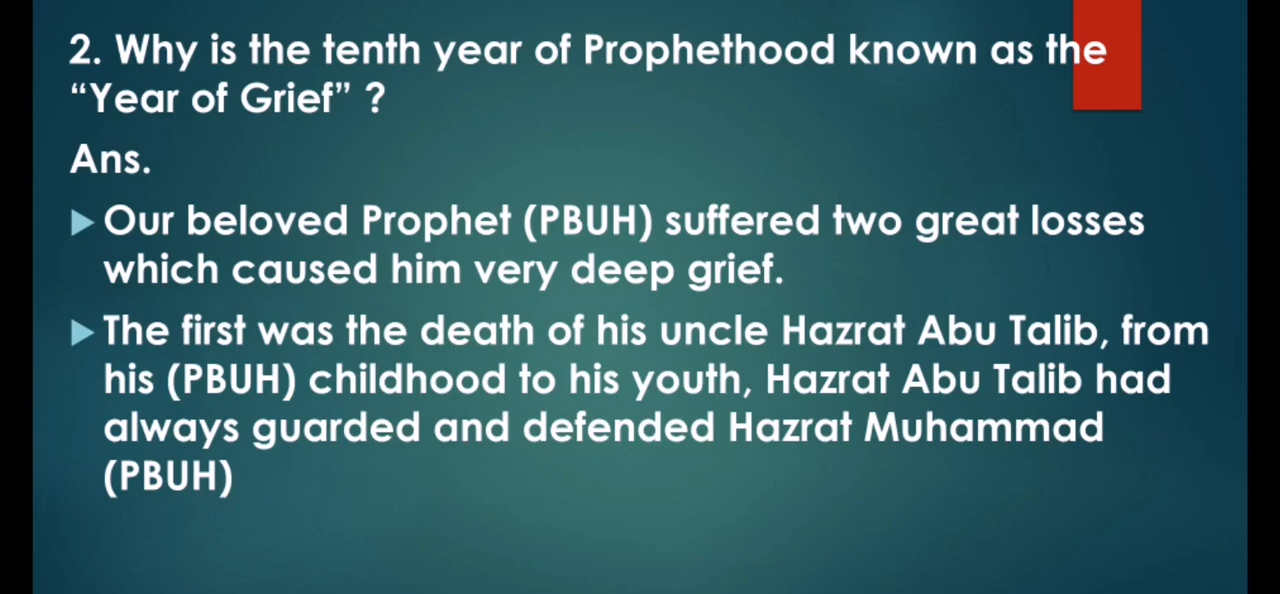 2. Why is the tenth year of Prophethood known as the
“Year of Grief” ?
Ans.
Our beloved Prophet (PBUH) suffered two great losses
which caused him very deep grief.
The first was the death of his uncle Hazrat Abu Talib, from
his (PBUH) childhood to his youth, Hazrat Abu Talib had
always guarded and defended Hazrat Muhammad
(PBUH)